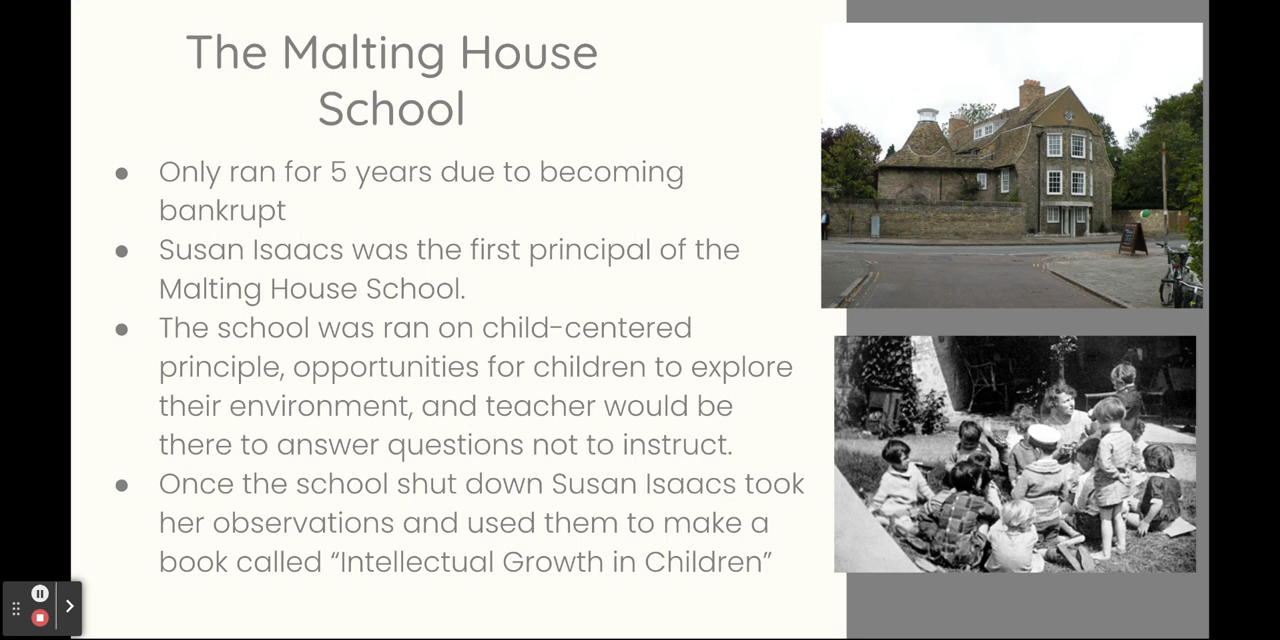 The Malting House
School
● Only ran for 5 years due to becoming
bankrupt
● Susan Isaacs was the first principal of the
Malting House School.
● The school was ran on child-centered
principle, opportunities for children to explore
their environment, and teacher would be
there to answer questions not to instruct.
● Once the school shut down Susan Isaacs took
her observations and used them to make a
book called “Intellectual Growth in Children”